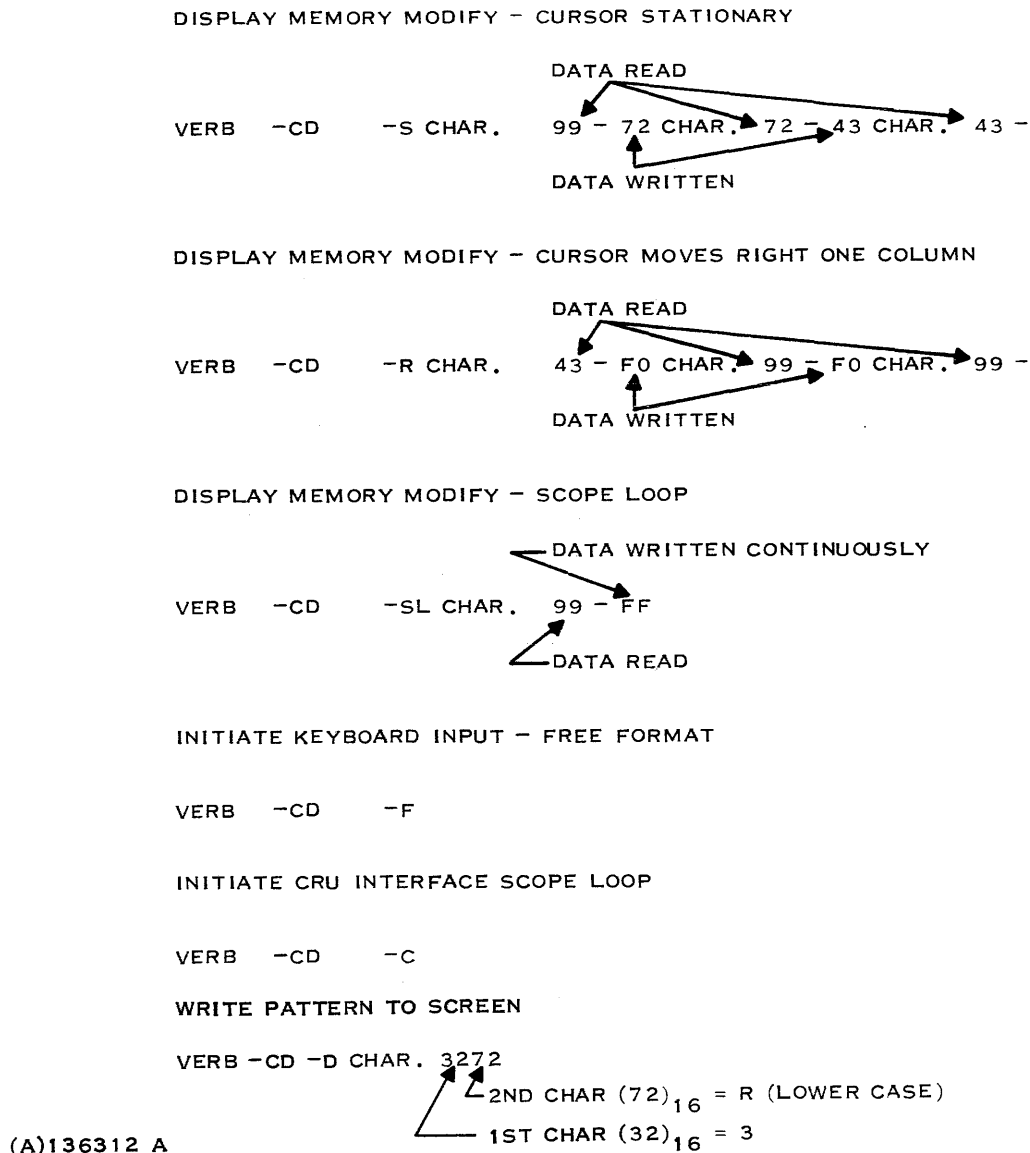 DISPLAY MEMORY MODIFY - CURSOR STATIONARY
DATA READ
VERB -CD -S CHAR. 99 - 72 CHAR. 72 - 43 CHAR. 43 -
DATA WRITTEN
DISPLAY MEMORY MODIFY - CURSOR MOVES RIGHT ONE COLUMN
DATA READ
VERB -CD -R CHAR. 43 - F0 CHAR. 99 - F0 CHAR. 99 -
DATA WRITTEN
DISPLAY MEMORY MODIFY - SCOPE LOOP
DATA WRITTEN CONTINUOUSLY
VERB -CD -SL CHAR. 99 - FF
DATA READ
INITIATE KEYBOARD INPUT - FREE FORMAT
VERB -CD -F
INITIATE CRU INTERFACE SCOPE LOOP
VERB -CD -C
WRITE PATTERN TO SCREEN
VERB -CD -D CHAR. 3272
2ND CHAR (72)16 = R (LOWER CASE)
1ST CHAR (32)16 = 3
(A)136312 A